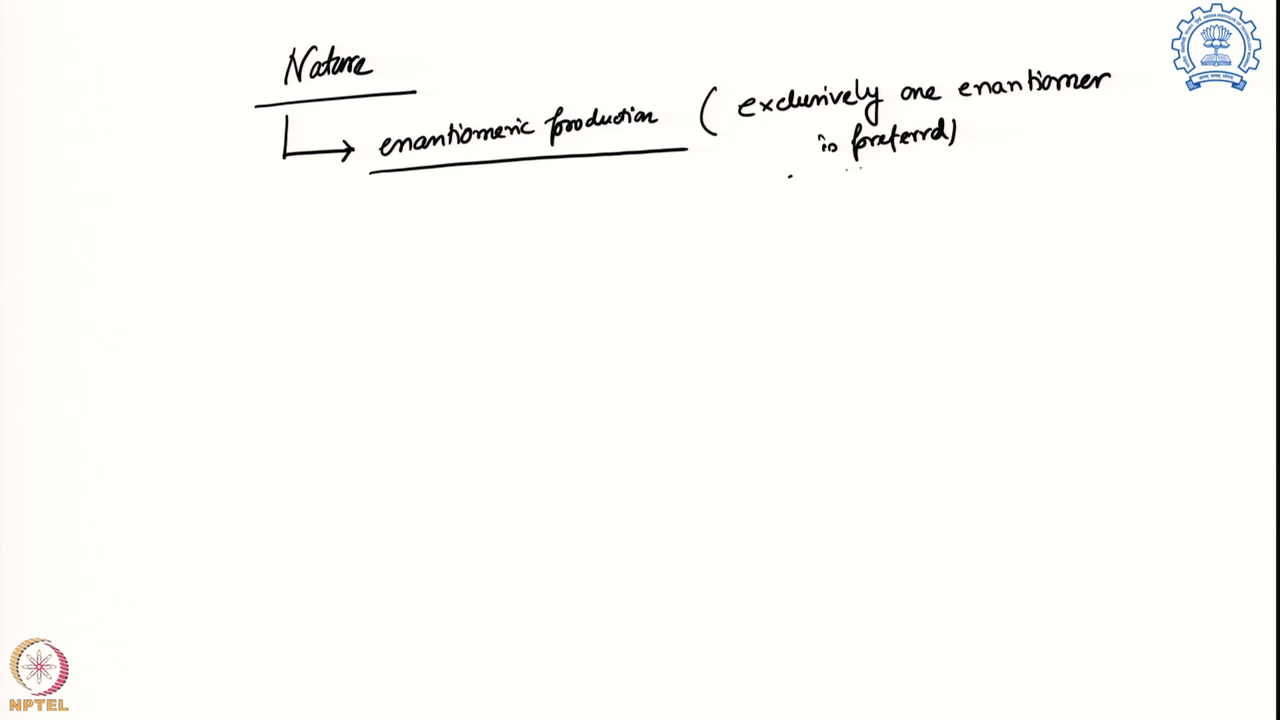 Nature
enantiomeric production ( exclusively one enantiomer
is preferred)
NPTEL